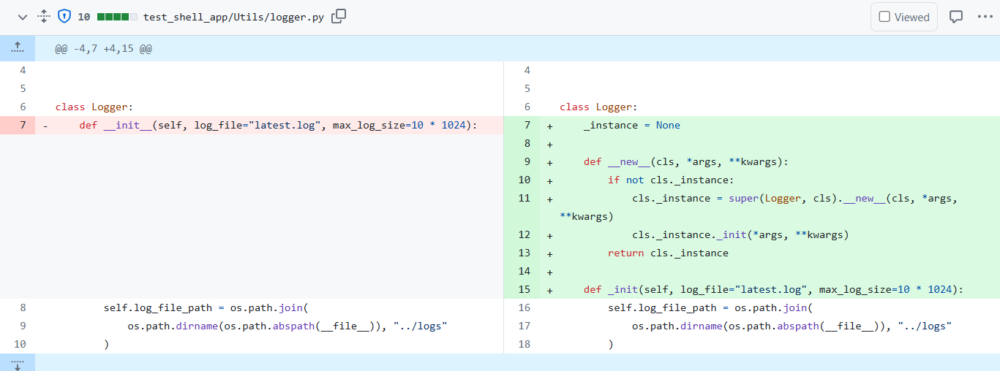 10 test_shell_app/Utils/logger.py Viewed
@@ -4,7 +4,15 @@
4 4
5 5
6 class Logger: 6 class Logger:
7 - def __init__(self, log_file="latest.log", max_log_size=10 * 1024): 7 + _instance = None
8 +
9 + def __new__(cls, *args, **kwargs):
10 + if not cls._instance:
11 + cls._instance = super(Logger, cls).__new__(cls, *args,
**kwargs)
12 + cls._instance._init(*args, **kwargs)
13 + return cls._instance
14 +
15 + def _init(self, log_file="latest.log", max_log_size=10 * 1024):
8 self.log_file_path = os.path.join( 16 self.log_file_path = os.path.join(
9 os.path.dirname(os.path.abspath(__file__)), "../logs" 17 os.path.dirname(os.path.abspath(__file__)), "../logs"
10 ) 18 )